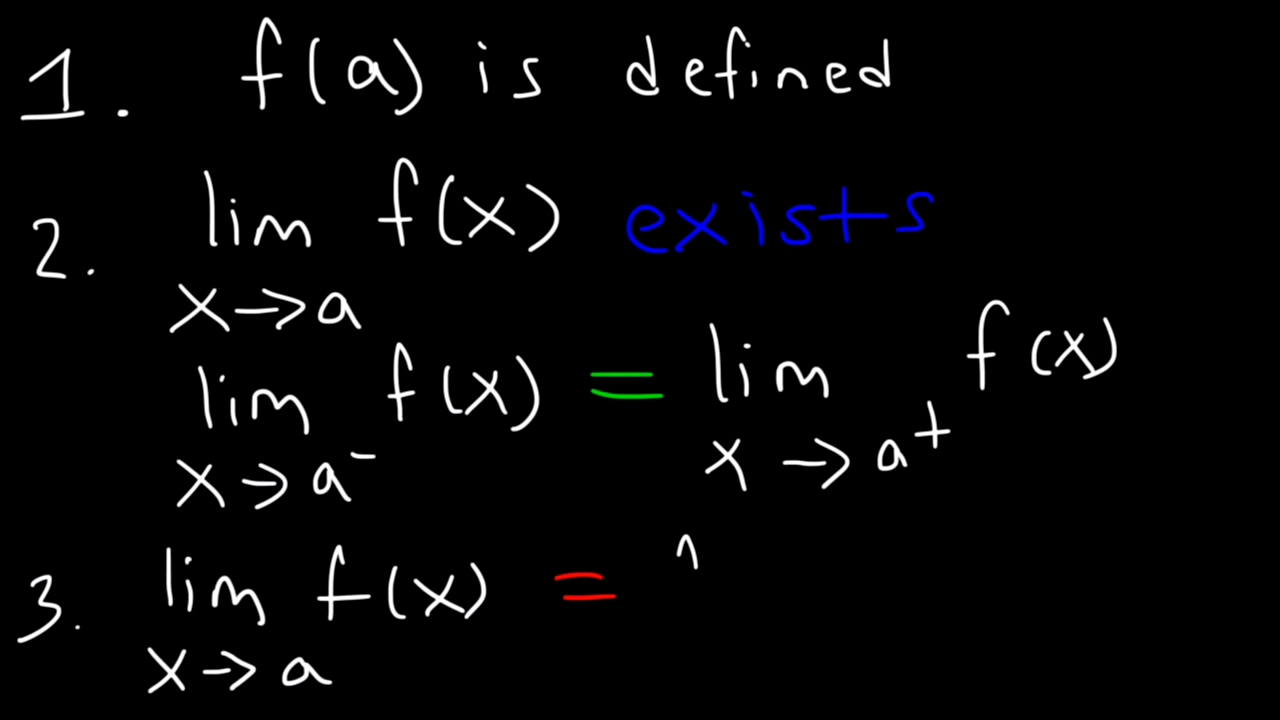 1. f(a) is defined
2. lim f(x) exists
x→a
lim f(x) = lim f(x)
x→a⁻ x→a⁺
3. lim f(x) =
x→a